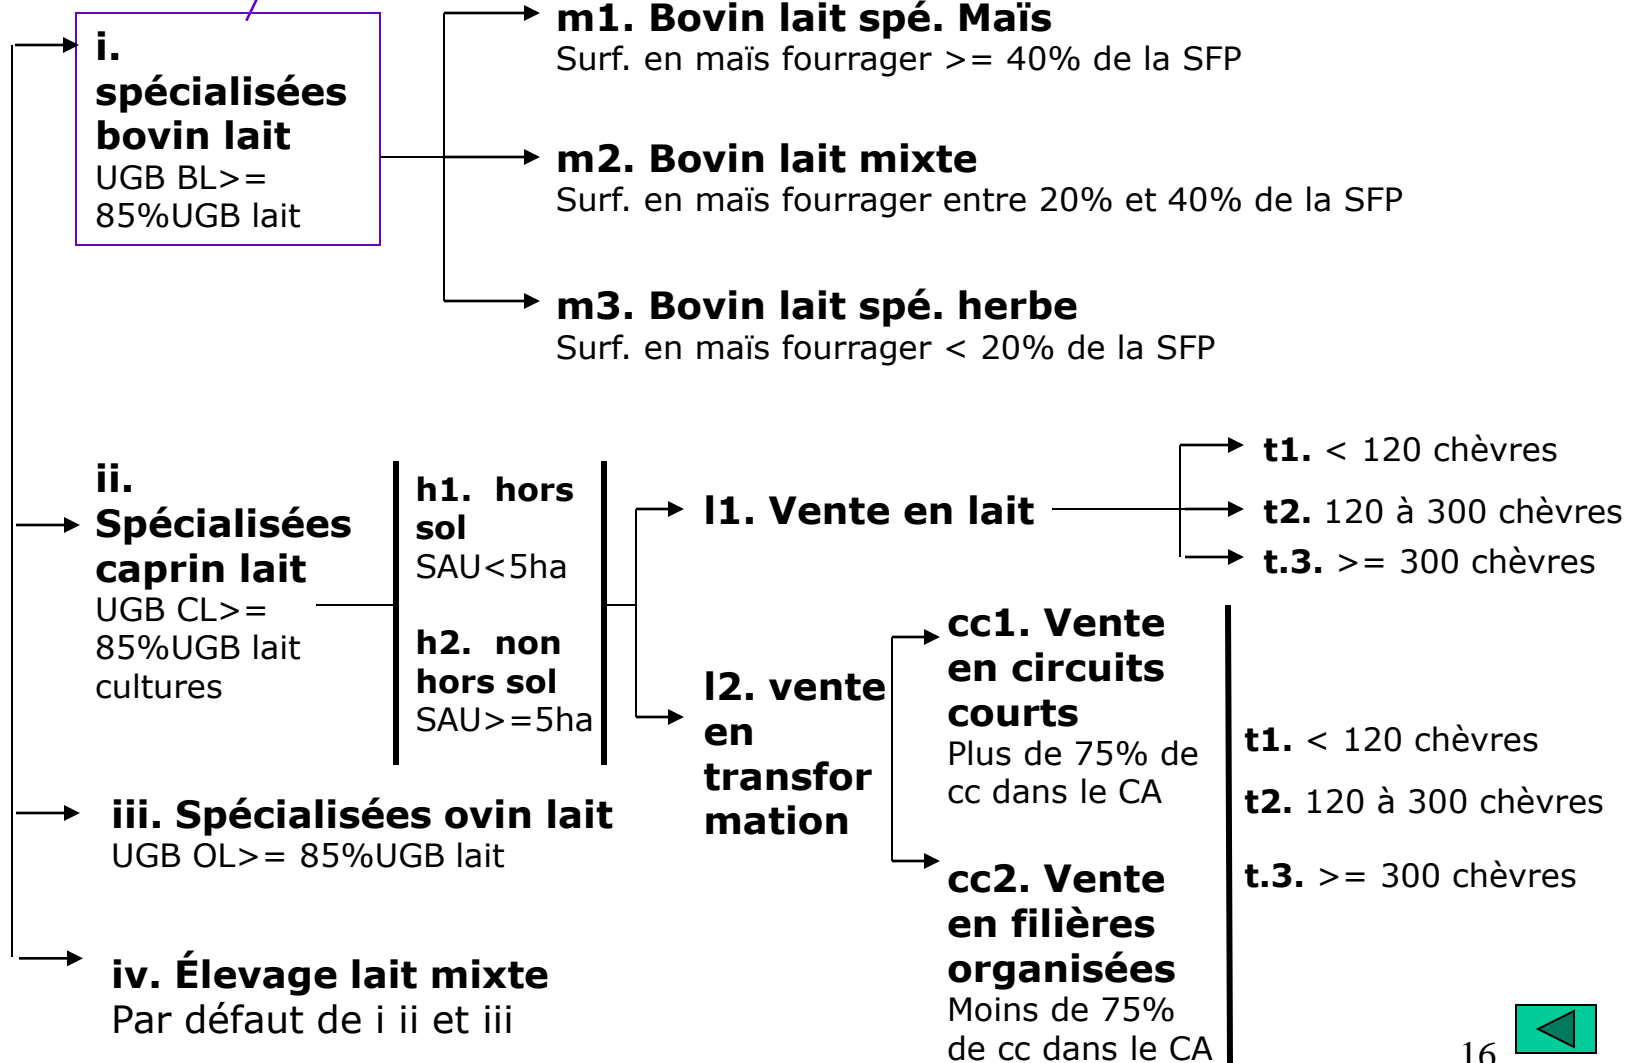 i.
spécialisées
bovin lait
UGB BL>=
85%UGB lait
m1. Bovin lait spé. Maïs
Surf. en maïs fourrager >= 40% de la SFP
m2. Bovin lait mixte
Surf. en maïs fourrager entre 20% et 40% de la SFP
m3. Bovin lait spé. herbe
Surf. en maïs fourrager < 20% de la SFP
ii.
Spécialisées
caprin lait
UGB CL>=
85%UGB lait
cultures
h1. hors
sol
SAU<5ha
h2. non
hors sol
SAU>=5ha
l1. Vente en lait
t1. < 120 chèvres
t2. 120 à 300 chèvres
t.3. >= 300 chèvres
l2. vente
en
transfor
mation
cc1. Vente
en circuits
courts
Plus de 75% de
cc dans le CA
cc2. Vente
en filières
organisées
Moins de 75%
de cc dans le CA
t1. < 120 chèvres
t2. 120 à 300 chèvres
t.3. >= 300 chèvres
iii. Spécialisées ovin lait
UGB OL>= 85%UGB lait
iv. Élevage lait mixte
Par défaut de i ii et iii
16